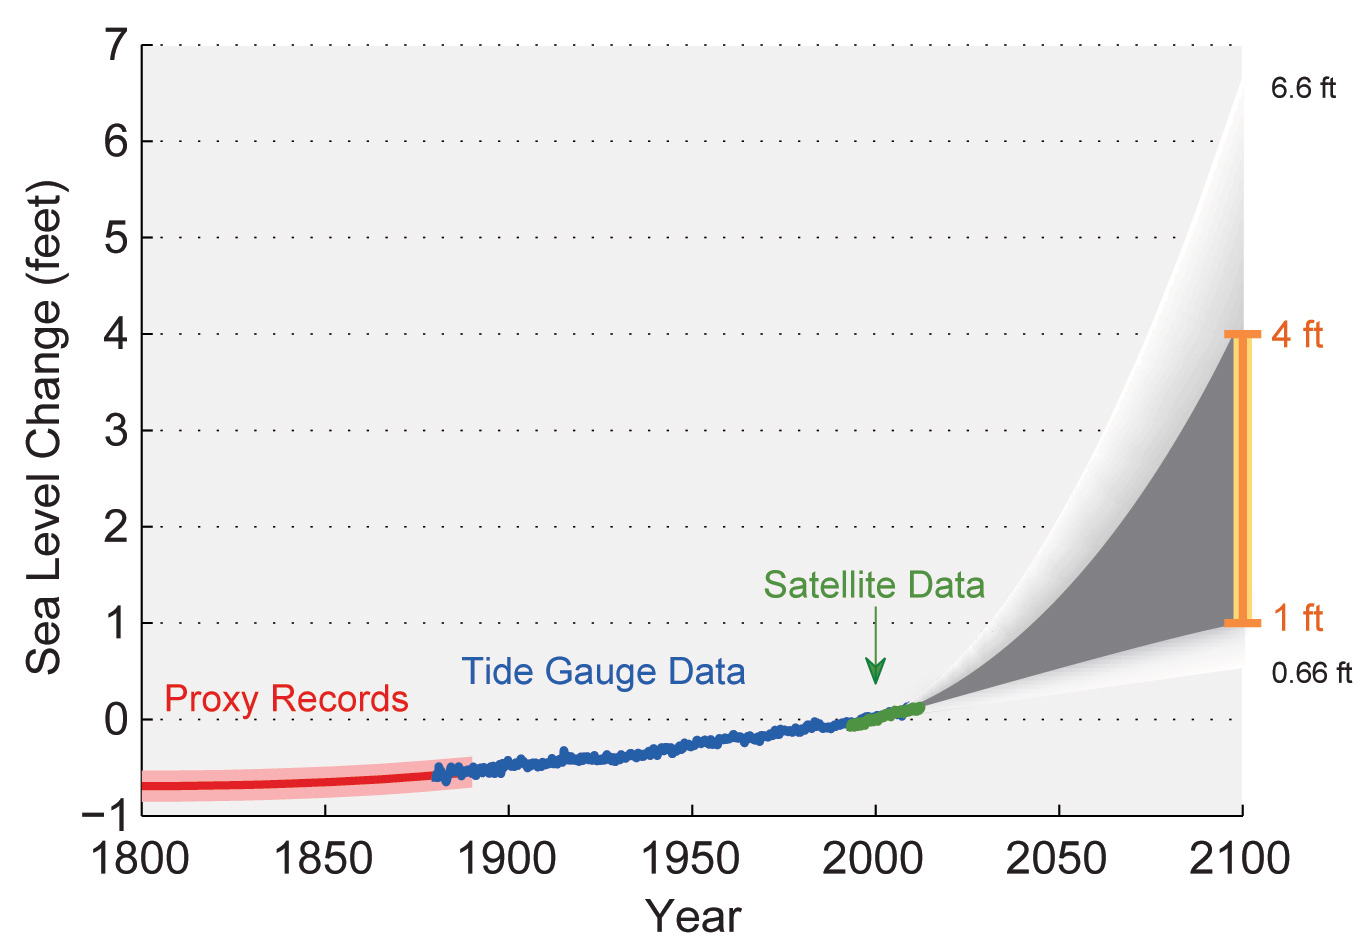 7
6.6 ft
6
5
4
4 ft
3
2
Satellite Data
1
1 ft
Tide Gauge Data
0.66 ft
Proxy Records
0
−1
Sea Level Change (feet)
1800
1850
1900
1950
2000
2050
2100
Year